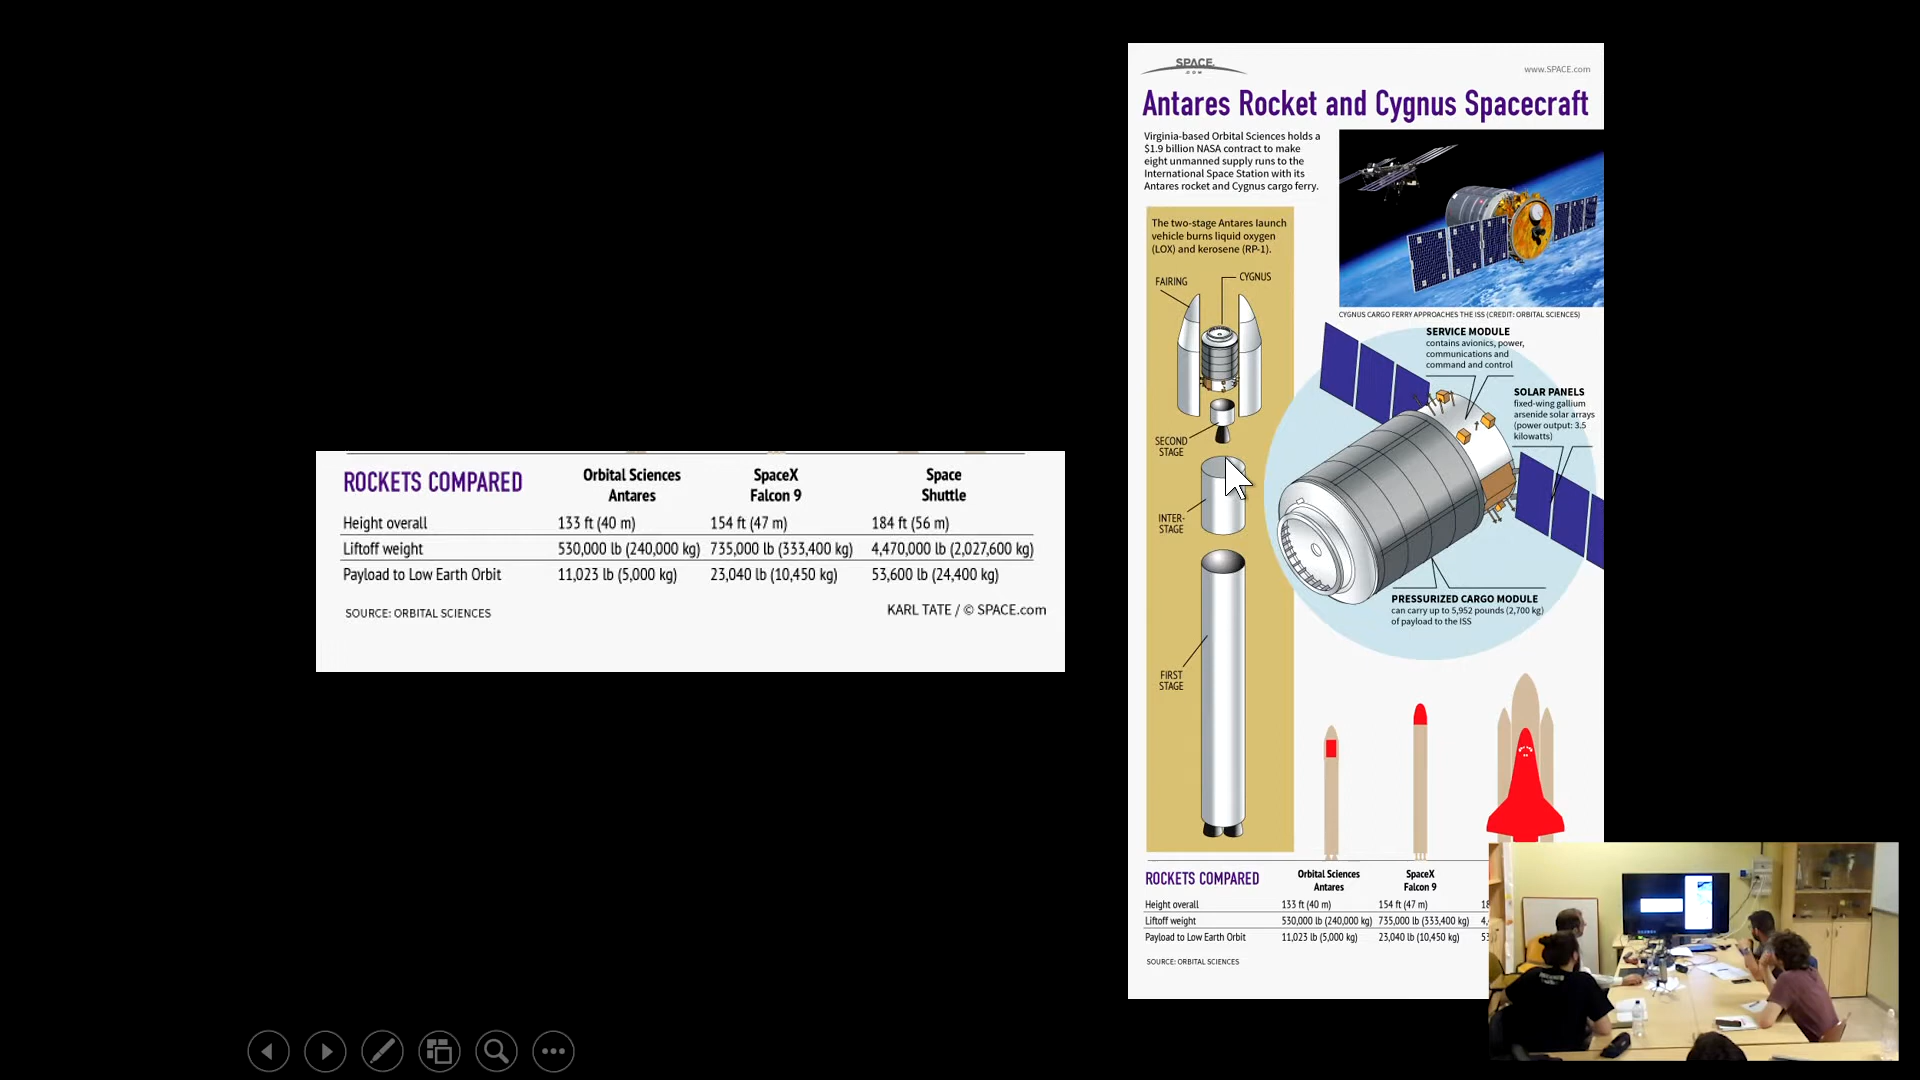 ROCKETS COMPARED
Orbital Sciences Antares
SpaceX Falcon 9
Space Shuttle
Height overall 133 ft (40 m) 154 ft (47 m) 184 ft (56 m)
Liftoff weight 530,000 lb (240,000 kg) 735,000 lb (333,400 kg) 4,470,000 lb (2,027,600 kg)
Payload to Low Earth Orbit 11,023 lb (5,000 kg) 23,040 lb (10,450 kg) 53,600 lb (24,400 kg)
SOURCE: ORBITAL SCIENCES
KARL TATE / © SPACE.com
SPACE.
.COM
www.SPACE.com
Antares Rocket and Cygnus Spacecraft
Virginia-based Orbital Sciences holds a
$1.9 billion NASA contract to make
eight unmanned supply runs to the
International Space Station with its
Antares rocket and Cygnus cargo ferry.
The two-stage Antares launch
vehicle burns liquid oxygen
(LOX) and kerosene (RP-1).
FAIRING
CYGNUS
SECOND
STAGE
INTER-
STAGE
FIRST
STAGE
CYGNUS CARGO FERRY APPROACHES THE ISS (CREDIT: ORBITAL SCIENCES)
SERVICE MODULE
contains avionics, power,
communications and
command and control
SOLAR PANELS
fixed-wing gallium
arsenide solar arrays
(power output: 3.5
kilowatts)
PRESSURIZED CARGO MODULE
can carry up to 5,952 pounds (2,700 kg)
of payload to the ISS
ROCKETS COMPARED
Orbital Sciences Antares
SpaceX Falcon 9
Height overall 133 ft (40 m) 154 ft (47 m) 18
Liftoff weight 530,000 lb (240,000 kg) 735,000 lb (333,400 kg) 4,
Payload to Low Earth Orbit 11,023 lb (5,000 kg) 23,040 lb (10,450 kg) 53
SOURCE: ORBITAL SCIENCES